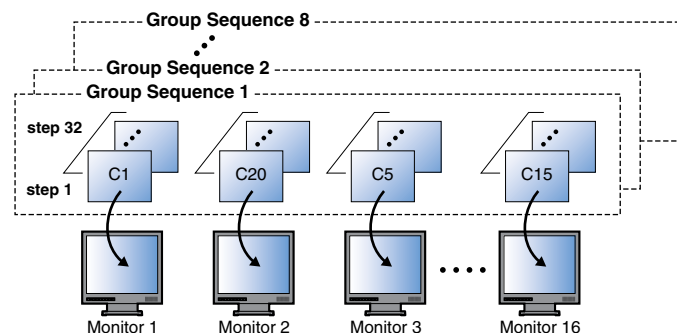 Group Sequence 8
Group Sequence 2
Group Sequence 1
step 32
step 1
C1
C20
C5
C15
Monitor 1
Monitor 2
Monitor 3
Monitor 16